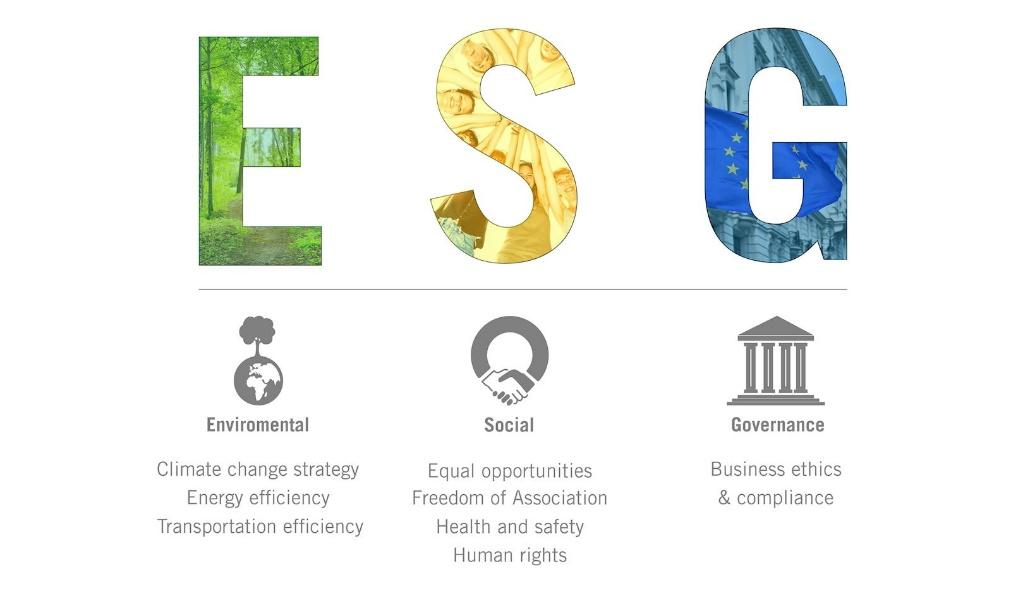 E S G
Enviromental
Climate change strategy
Energy efficiency
Transportation efficiency
Social
Equal opportunities
Freedom of Association
Health and safety
Human rights
Governance
Business ethics
& compliance